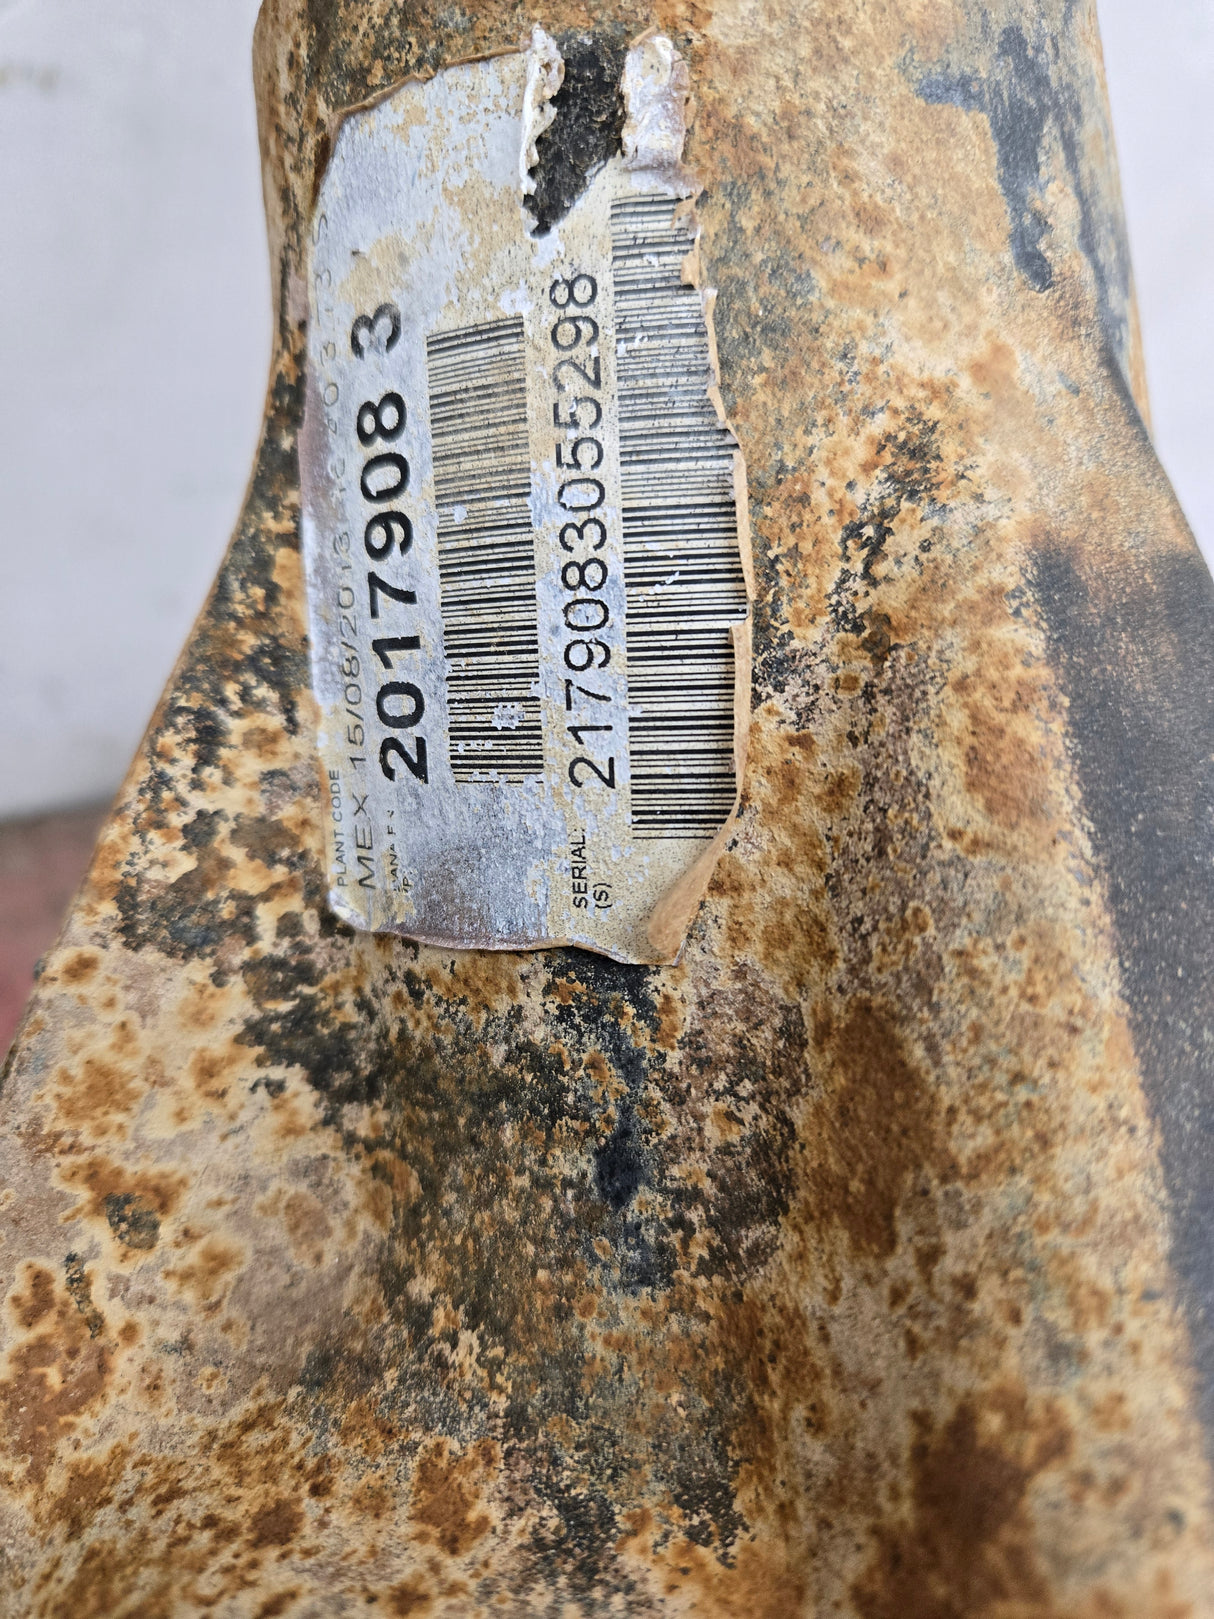 PLANT CODE
MEX 15/08/2013
2017908 3
SERIAL:
(S)
2179083055298